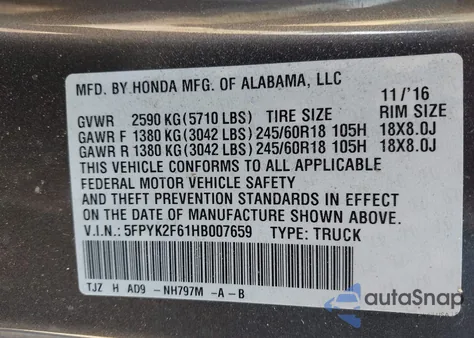 MFD. BY HONDA MFG. OF ALABAMA, LLC
11/'16
GVWR 2590 KG (5710 LBS) TIRE SIZE RIM SIZE
GAWR F 1380 KG (3042 LBS) 245/60R18 105H 18X8.0J
GAWR R 1380 KG (3042 LBS) 245/60R18 105H 18X8.0J
THIS VEHICLE CONFORMS TO ALL APPLICABLE
FEDERAL MOTOR VEHICLE SAFETY
AND THEFT PREVENTION STANDARDS IN EFFECT
ON THE DATE OF MANUFACTURE SHOWN ABOVE.
V.I.N.: 5FPYK2F61HB007659 TYPE: TRUCK
TJZ H AD9 -NH797M -A -B
autoSnap